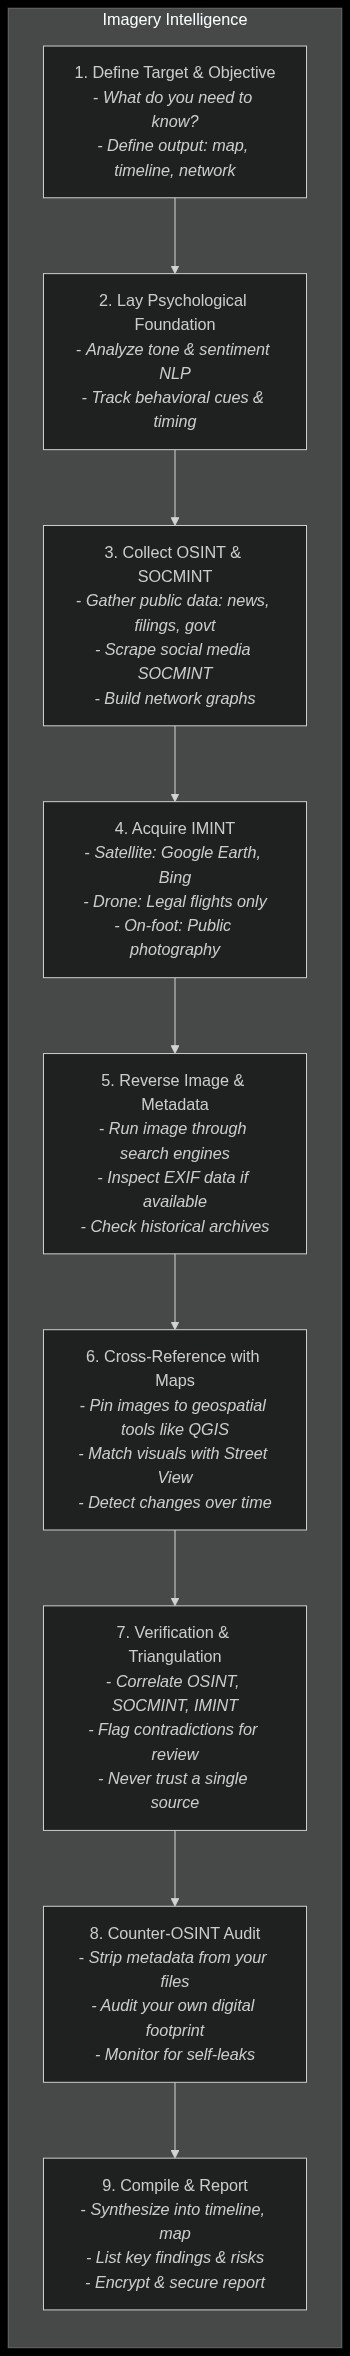 Imagery Intelligence
1. Define Target & Objective
- What do you need to
know?
- Define output: map,
timeline, network
2. Lay Psychological
Foundation
- Analyze tone & sentiment
NLP
- Track behavioral cues &
timing
3. Collect OSINT &
SOCMINT
- Gather public data: news,
filings, govt
- Scrape social media
SOCMINT
- Build network graphs
4. Acquire IMINT
- Satellite: Google Earth,
Bing
- Drone: Legal flights only
- On-foot: Public
photography
5. Reverse Image &
Metadata
- Run image through
search engines
- Inspect EXIF data if
available
- Check historical archives
6. Cross-Reference with
Maps
- Pin images to geospatial
tools like QGIS
- Match visuals with Street
View
- Detect changes over time
7. Verification &
Triangulation
- Correlate OSINT,
SOCMINT, IMINT
- Flag contradictions for
review
- Never trust a single
source
8. Counter-OSINT Audit
- Strip metadata from your
files
- Audit your own digital
footprint
- Monitor for self-leaks
9. Compile & Report
- Synthesize into timeline,
map
- List key findings & risks
- Encrypt & secure report